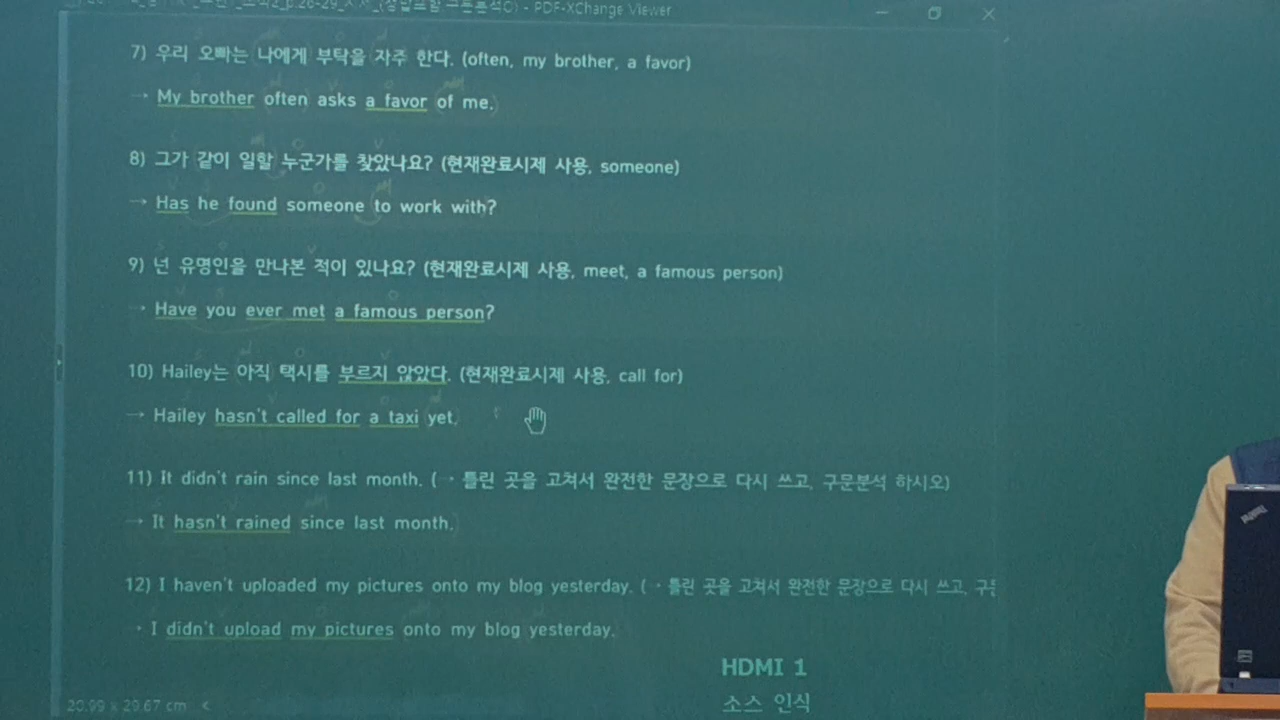 - PDF-XChange Viewer
7) 우리 오빠는 나에게 부탁을 자주 한다. (often, my brother, a favor)
→ My brother often asks a favor of me.
8) 그가 같이 일할 누군가를 찾았나요? (현재완료시제 사용, someone)
→ Has he found someone to work with?
9) 넌 유명인을 만나본 적이 있나요? (현재완료시제 사용, meet, a famous person)
→ Have you ever met a famous person?
10) Hailey는 아직 택시를 부르지 않았다. (현재완료시제 사용, call for)
→ Hailey hasn't called for a taxi yet.
11) It didn't rain since last month. (→ 틀린 곳을 고쳐서 완전한 문장으로 다시 쓰고, 구문분석 하시오)
→ It hasn't rained since last month.
12) I haven't uploaded my pictures onto my blog yesterday. (→ 틀린 곳을 고쳐서 완전한 문장으로 다시 쓰고, 구문
→ I didn't upload my pictures onto my blog yesterday.
HDMI 1
소스 인식
20.99 x 29.67 cm